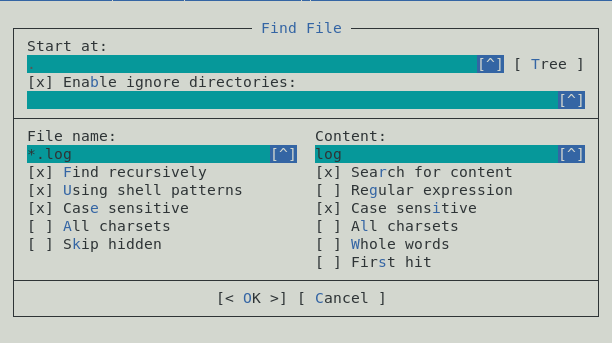 Find File
Start at:
. [^] [ Tree ]
[x] Enable ignore directories:
[^]
File name: Content:
*.log [^] log [^]
[x] Find recursively [x] Search for content
[x] Using shell patterns [ ] Regular expression
[x] Case sensitive [x] Case sensitive
[ ] All charsets [ ] All charsets
[ ] Skip hidden [ ] Whole words
[ ] First hit
[< OK >] [ Cancel ]